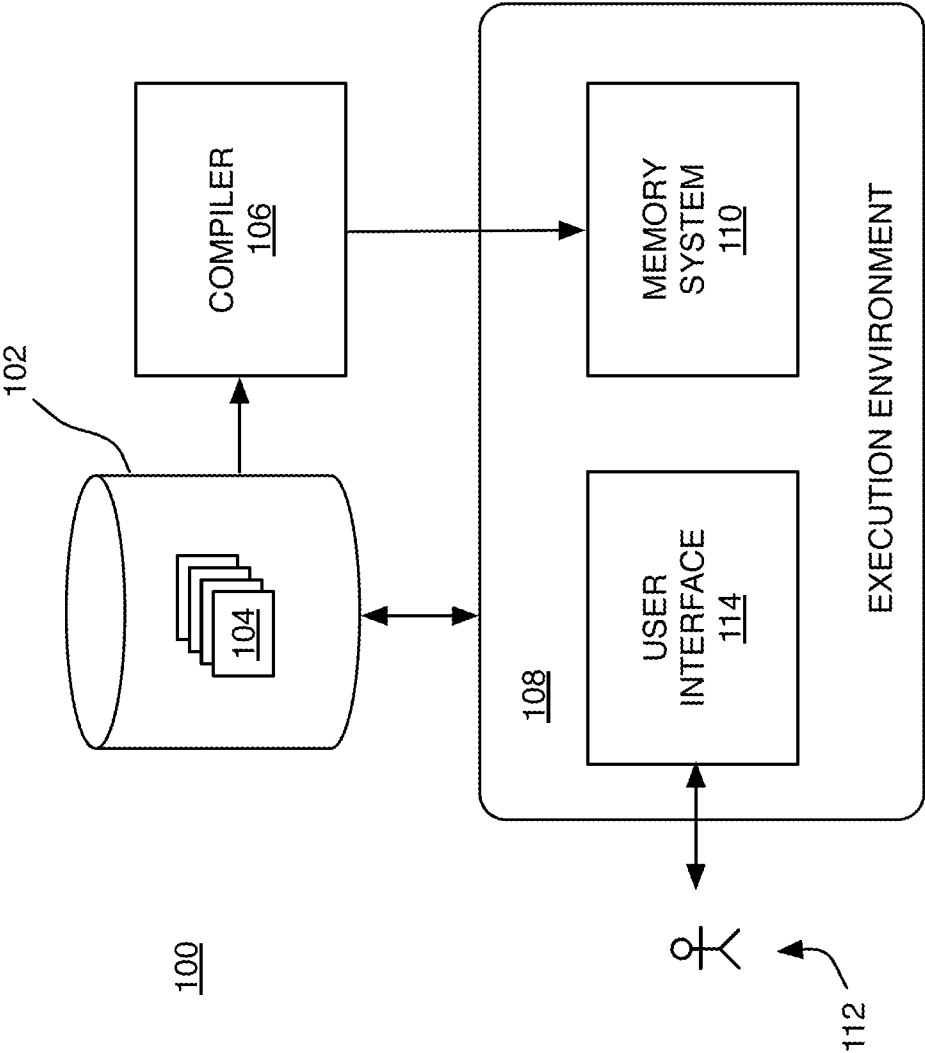 100
102
104
COMPILER
106
108
USER
INTERFACE
114
MEMORY
SYSTEM
110
EXECUTION ENVIRONMENT
112